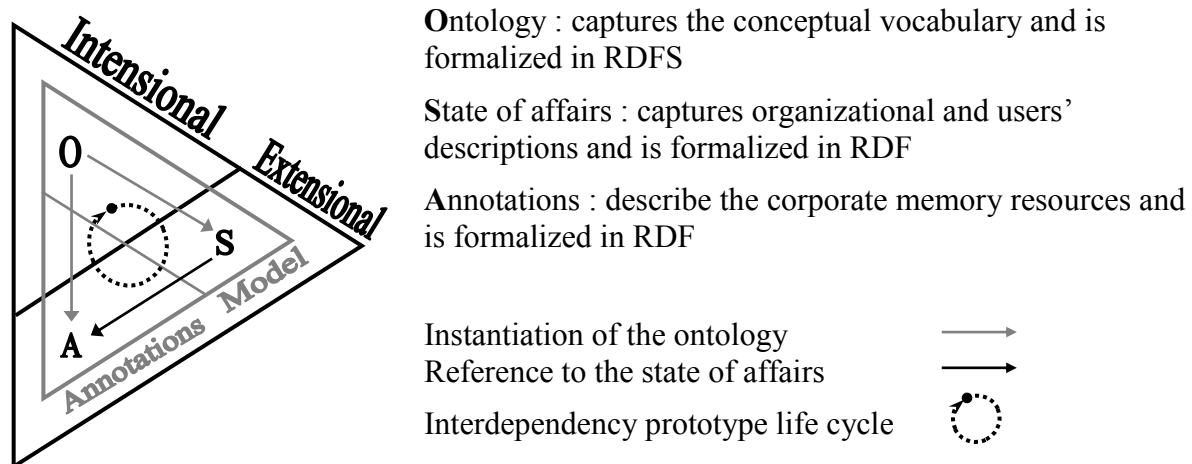 Intensional
Extensional
O
S
A
Model
Annotations
Ontology : captures the conceptual vocabulary and is
formalized in RDFS
State of affairs : captures organizational and users’
descriptions and is formalized in RDF
Annotations : describe the corporate memory resources and
is formalized in RDF
Instantiation of the ontology
Reference to the state of affairs
Interdependency prototype life cycle